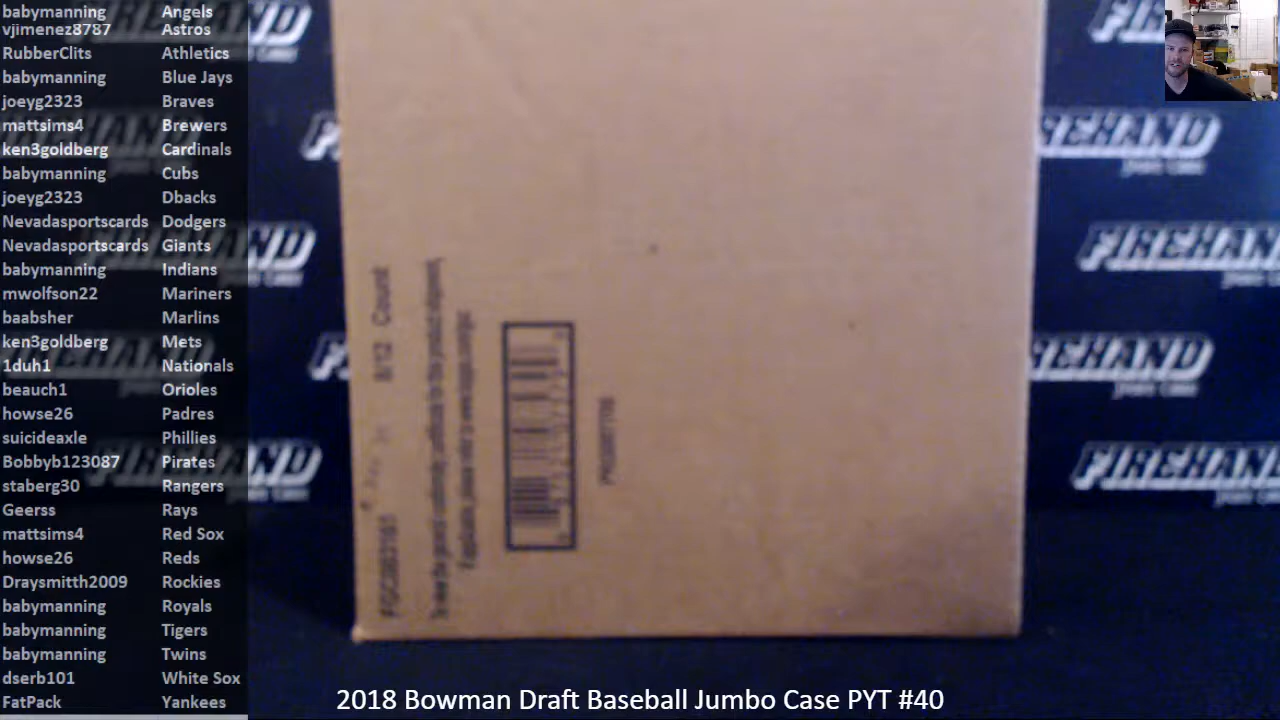 babymanning Angels
vjimenez8787 Astros
RubberClits Athletics
babymanning Blue Jays
joeyg2323 Braves
mattsims4 Brewers
ken3goldberg Cardinals
babymanning Cubs
joeyg2323 Dbacks
Nevadasportscards Dodgers
Nevadasportscards Giants
babymanning Indians
mwolfson22 Mariners
baabsher Marlins
ken3goldberg Mets
1duh1 Nationals
beauch1 Orioles
howse26 Padres
suicideaxle Phillies
Bobbyb123087 Pirates
staberg30 Rangers
Geerss Rays
mattsims4 Red Sox
howse26 Reds
Draysmitth2009 Rockies
babymanning Royals
babymanning Tigers
babymanning Twins
dserb101 White Sox
FatPack Yankees
8/12 Count
FIREHAND
FIREHAND
FIREHAND
FIREHAND
2018 Bowman Draft Baseball Jumbo Case PYT #40